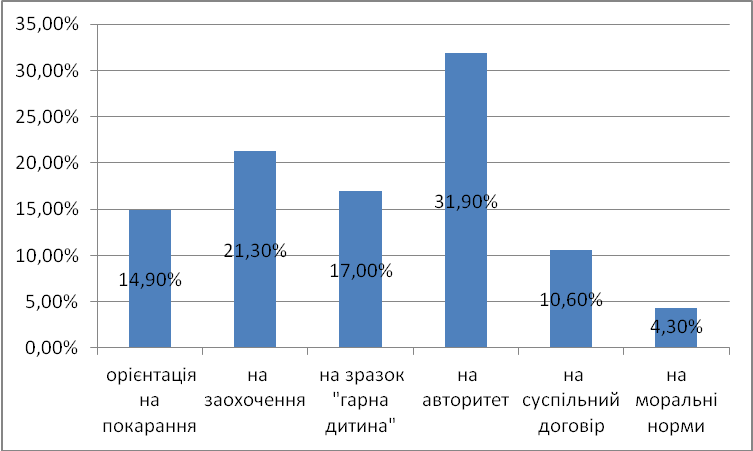 35,00%
30,00%
25,00%
20,00%
15,00%
10,00%
5,00%
0,00%
14,90%
21,30%
17,00%
31,90%
10,60%
4,30%
орієнтація
на
покарання
на
заохочення
на зразок
"гарна
дитина"
на
авторитет
на
суспільний
договір
на
моральні
норми